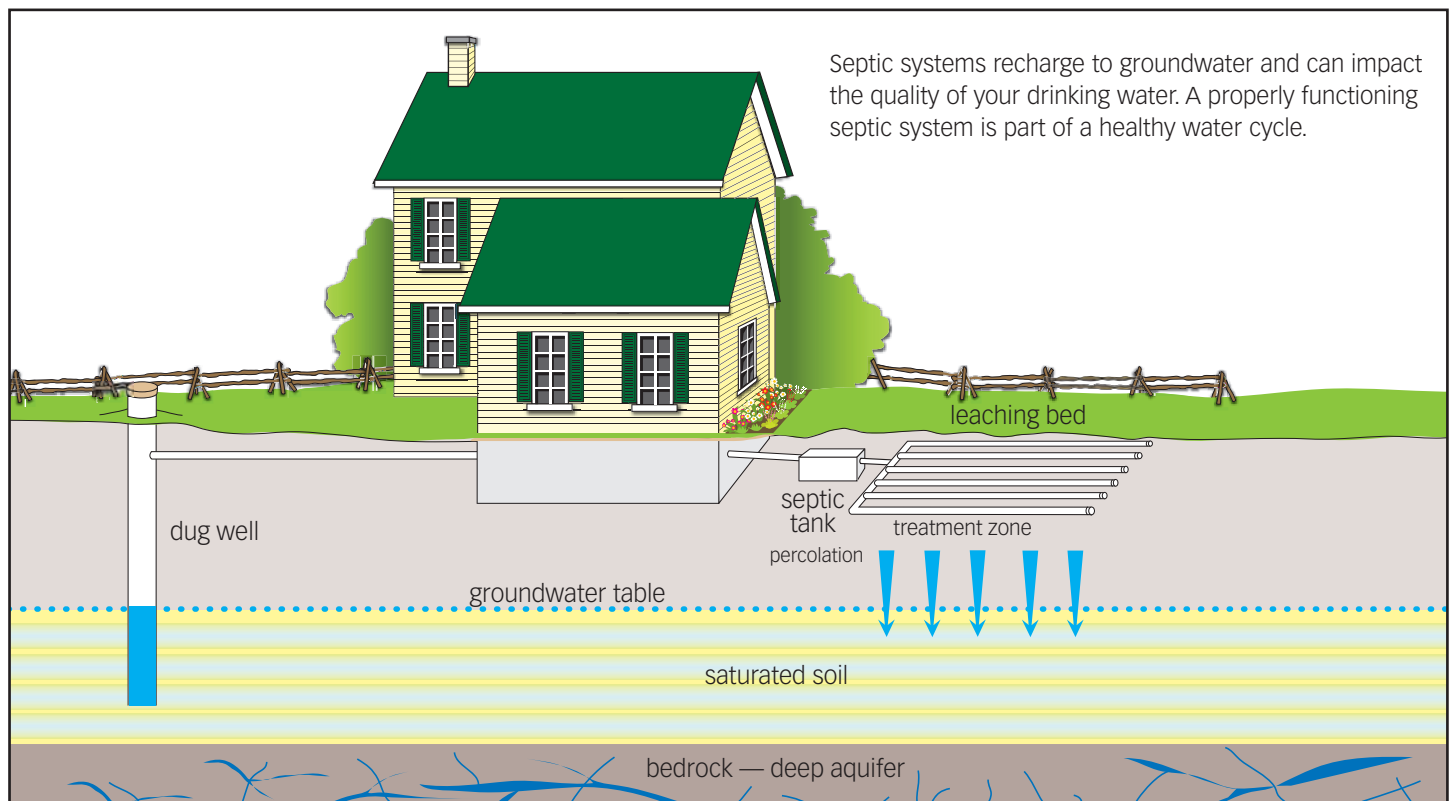 Septic systems recharge to groundwater and can impact
the quality of your drinking water. A properly functioning
septic system is part of a healthy water cycle.
leaching bed
septic
tank
treatment zone
dug well
percolation
groundwater table
saturated soil
bedrock — deep aquifer